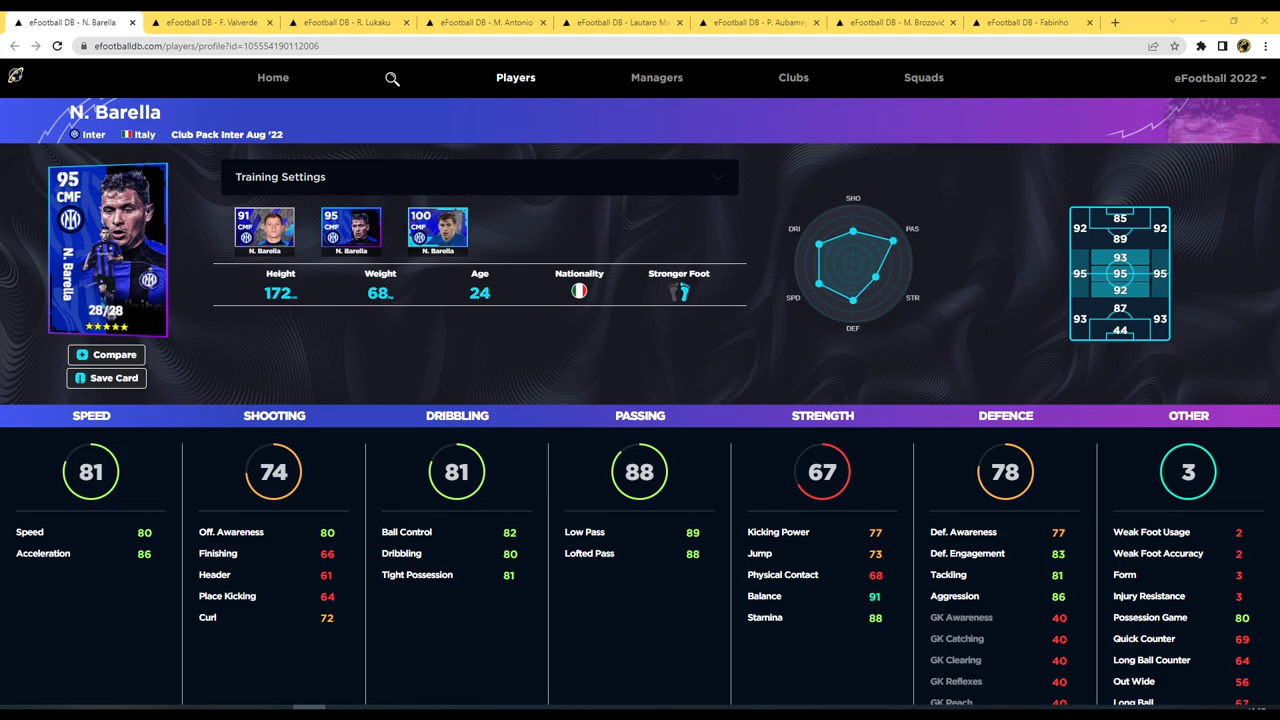 eFootball DB - N. Barella
eFootball DB - F. Valverde
eFootball DB - R. Lukaku
eFootball DB - M. Antonio
eFootball DB - Lautaro Ma
eFootball DB - P. Aubame
eFootball DB - M. Brozović
eFootball DB - Fabinho
efootballdb.com/players/profile?id=105554190112006
Home
Players
Managers
Clubs
Squads
eFootball 2022
N. Barella
Inter
Italy
Club Pack Inter Aug '22
95
CMF
N. Barella
28/28
Compare
Save Card
Training Settings
91
CMF
N. Barella
95
CMF
N. Barella
100
CMF
N. Barella
Height
Weight
Age
Nationality
Stronger Foot
172
68
24
SHO
PAS
STR
DEF
SPD
DRI
85
92
92
89
93
95
95
95
92
87
93
93
44
SPEED
SHOOTING
DRIBBLING
PASSING
STRENGTH
DEFENCE
OTHER
81
74
81
88
67
78
3
Speed 80
Acceleration 86
Off. Awareness 80
Finishing 66
Header 61
Place Kicking 64
Curl 72
Ball Control 82
Dribbling 80
Tight Possession 81
Low Pass 89
Lofted Pass 88
Kicking Power 77
Jump 73
Physical Contact 68
Balance 91
Stamina 88
Def. Awareness 77
Def. Engagement 83
Tackling 81
Aggression 86
GK Awareness 40
GK Catching 40
GK Clearing 40
GK Reflexes 40
GK Reach 40
Weak Foot Usage 2
Weak Foot Accuracy 2
Form 3
Injury Resistance 3
Possession Game 80
Quick Counter 69
Long Ball Counter 64
Out Wide 56
Long Ball 67